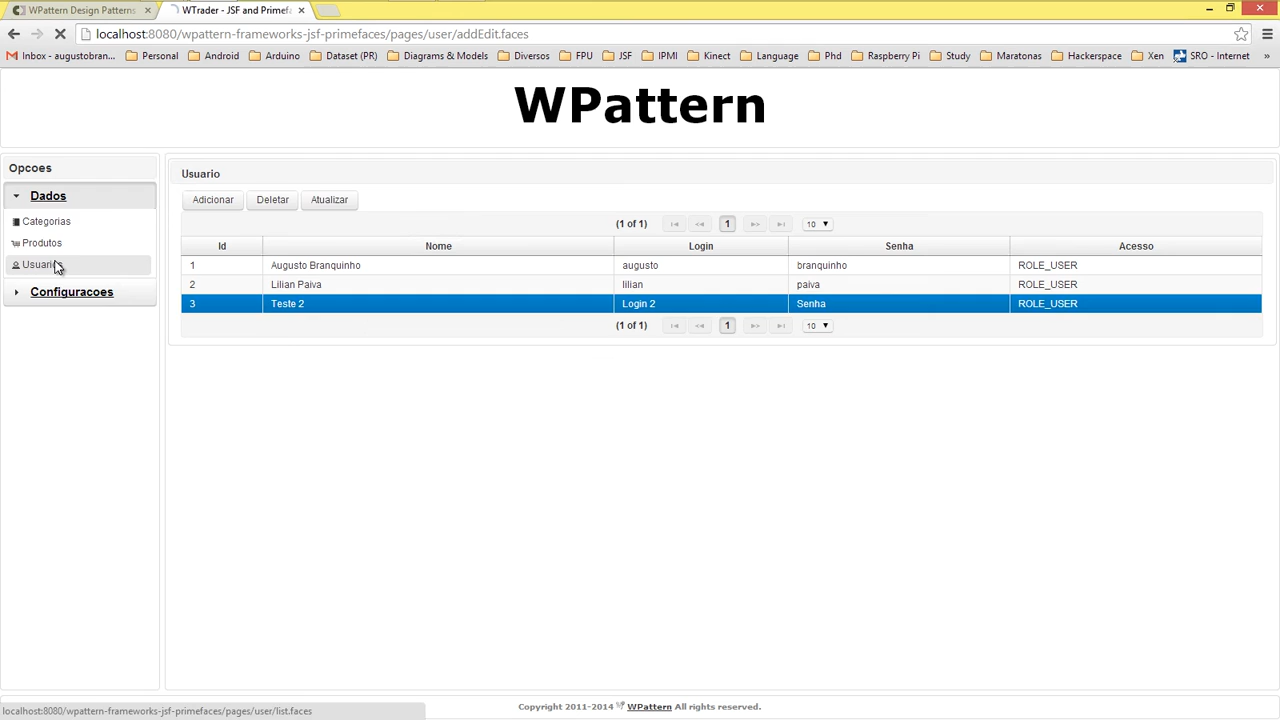 WPattern Design Patterns
WTrader - JSF and Primefa
localhost:8080/wpattern-frameworks-jsf-primefaces/pages/user/addEdit.faces
Inbox - augustobran... Personal Android Arduino Dataset (PR) Diagrams & Models Diversos FPU JSF IPMI Kinect Language Phd Raspberry Pi Study Maratonas Hackerspace Xen SRO - Internet »
WPattern
Opcoes
Dados
Categorias
Produtos
Usuarios
Configuracoes
Usuario
Adicionar Deletar Atualizar
(1 of 1) 1 10
Id Nome Login Senha Acesso
1 Augusto Branquinho augusto branquinho ROLE_USER
2 Lilian Paiva lilian paiva ROLE_USER
3 Teste 2 Login 2 Senha ROLE_USER
(1 of 1) 1 10
localhost:8080/wpattern-frameworks-jsf-primefaces/pages/user/list.faces
Copyright 2011-2014 WPattern All rights reserved.